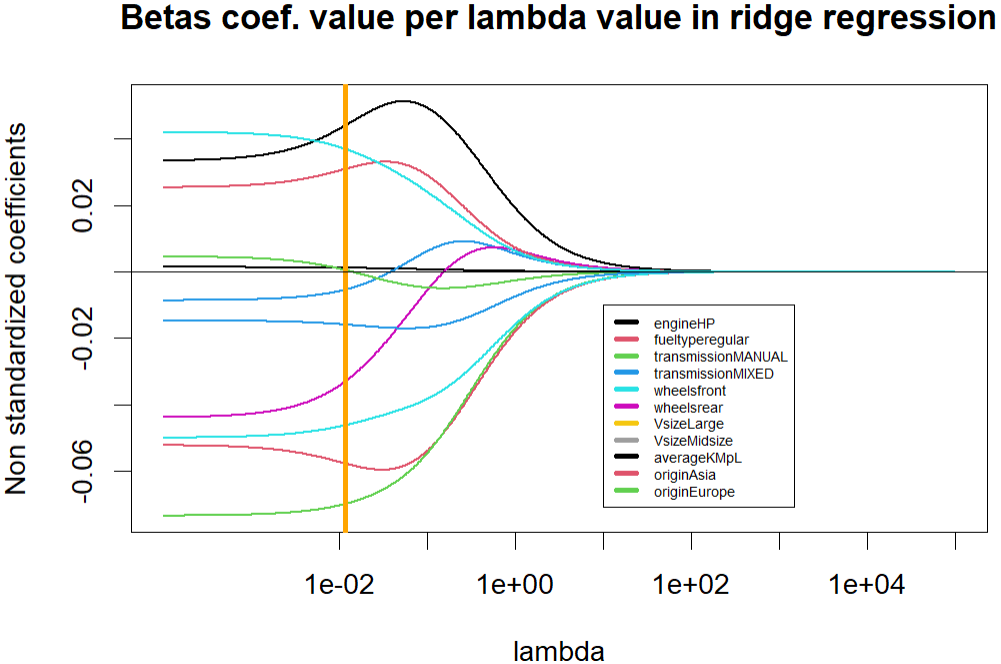 Betas coef. value per lambda value in ridge regression
Non standardized coefficients
0.02
-0.02
-0.06
engineHP
fueltyperegular
transmissionMANUAL
transmissionMIXED
wheelsfront
wheelsrear
VsizeLarge
VsizeMidsize
averageKMpL
originAsia
originEurope
1e-02 1e+00 1e+02 1e+04
lambda